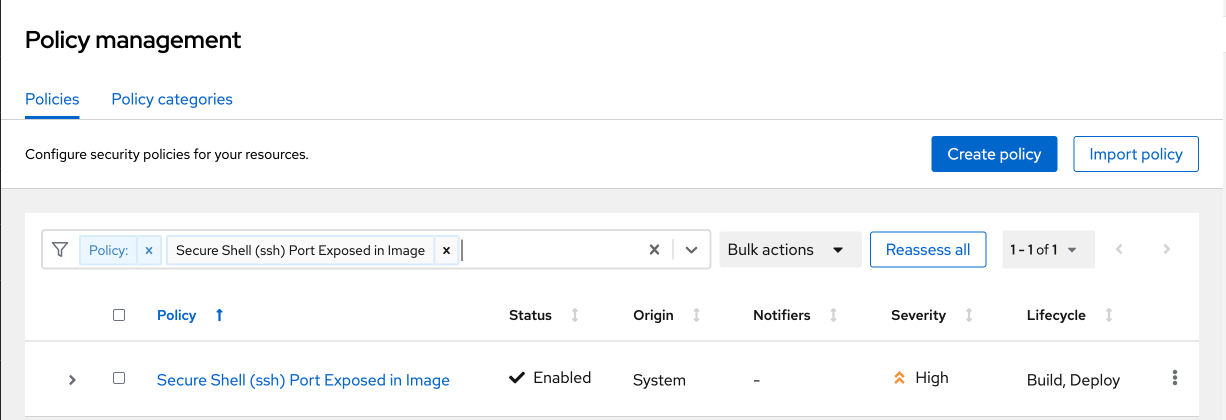 Policy management
Policies Policy categories
Configure security policies for your resources. Create policy Import policy
Policy: × Secure Shell (ssh) Port Exposed in Image × Bulk actions Reassess all 1 - 1 of 1
Policy Status Origin Notifiers Severity Lifecycle
Secure Shell (ssh) Port Exposed in Image Enabled System - High Build, Deploy